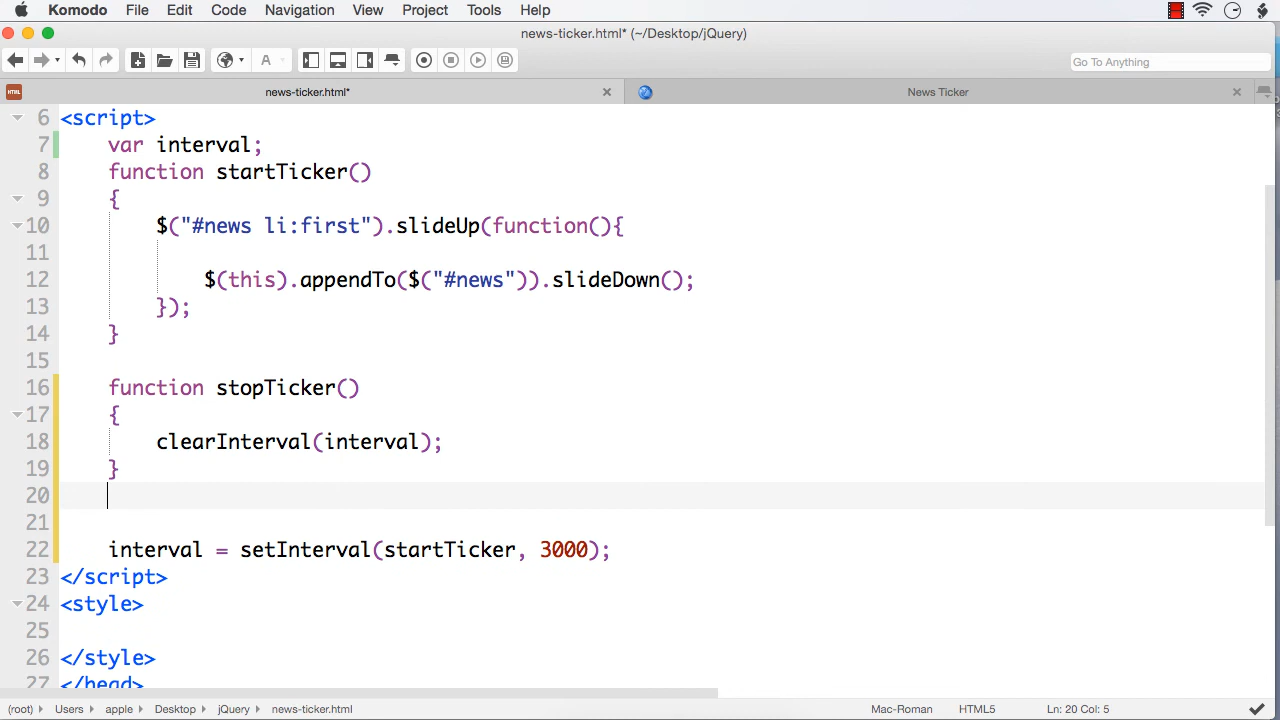 Komodo File Edit Code Navigation View Project Tools Help
news-ticker.html* (~/Desktop/jQuery)
A Go To Anything
HTML news-ticker.html* News Ticker
6 <script>
7 var interval;
8 function startTicker()
9 {
10 $("#news li:first").slideUp(function(){
11
12 $(this).appendTo($("#news")).slideDown();
13 });
14 }
15
16 function stopTicker()
17 {
18 clearInterval(interval);
19 }
20
21
22 interval = setInterval(startTicker, 3000);
23 </script>
24 <style>
25
26 </style>
27 </head>
(root) Users apple Desktop jQuery news-ticker.html Mac-Roman HTML5 Ln: 20 Col: 5